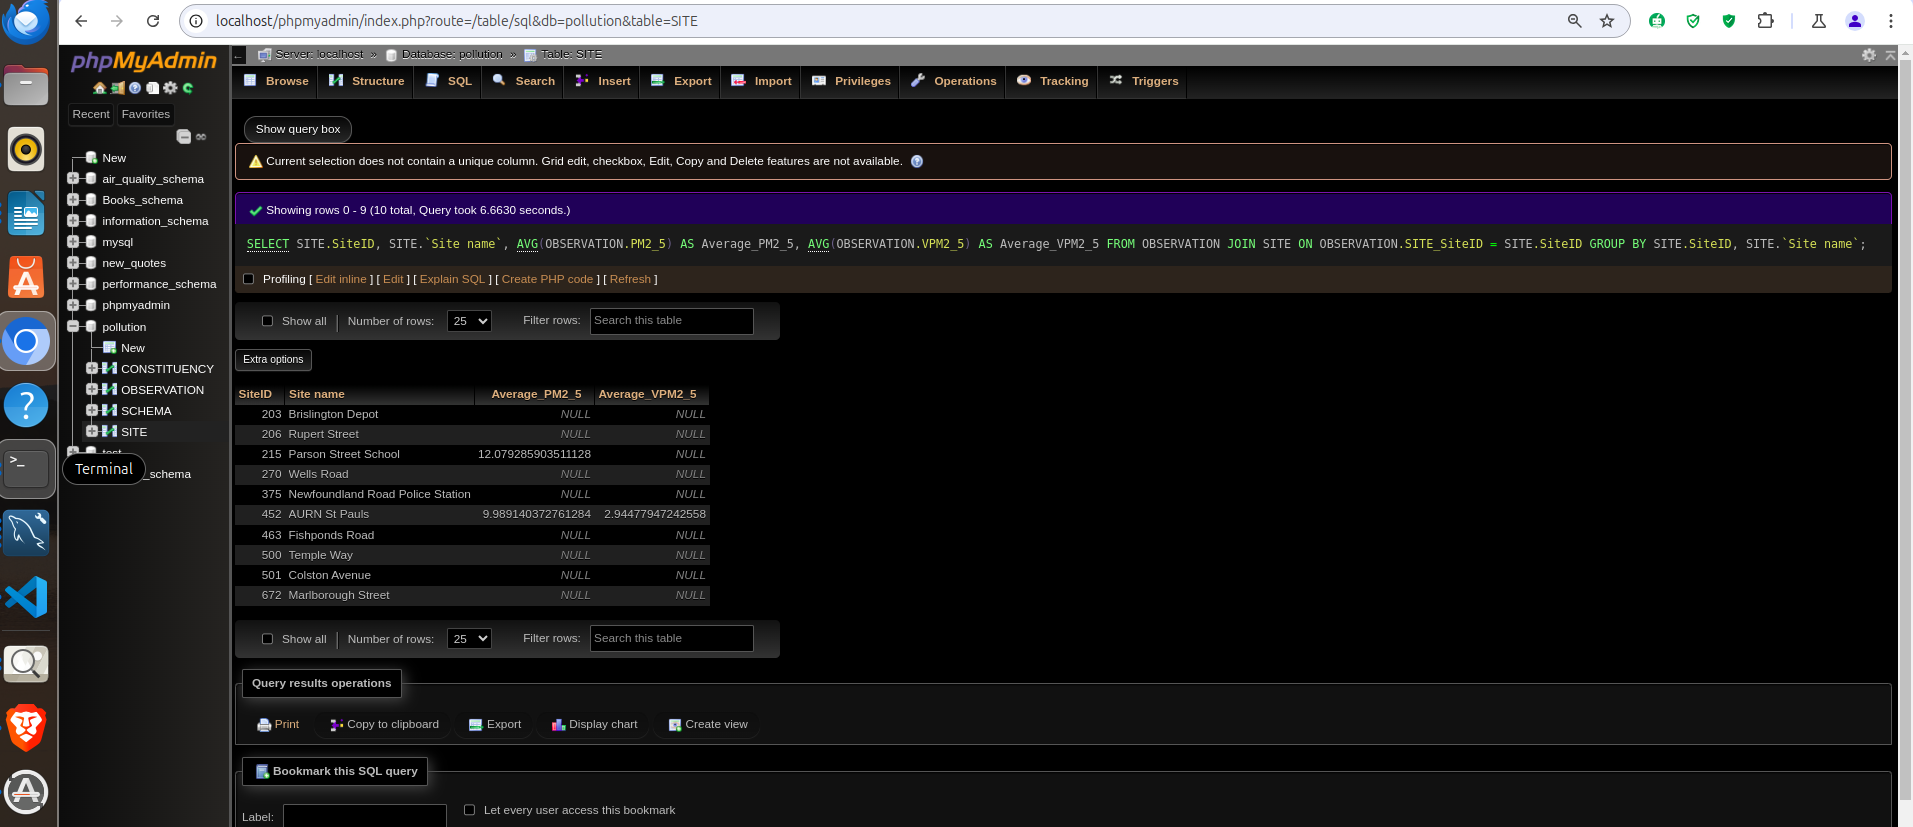 localhost/phpmyadmin/index.php?route=/table/sql&db=pollution&table=SITE
phpMyAdmin
Recent Favorites
New
air_quality_schema
Books_schema
information_schema
mysql
new_quotes
performance_schema
phpmyadmin
pollution
New
CONSTITUENCY
OBSERVATION
SCHEMA
SITE
test
Terminal
_schema
Server: localhost » Database: pollution » Table: SITE
Browse Structure SQL Search Insert Export Import Privileges Operations Tracking Triggers
Show query box
Current selection does not contain a unique column. Grid edit, checkbox, Edit, Copy and Delete features are not available.
Showing rows 0 - 9 (10 total, Query took 6.6630 seconds.)
SELECT SITE.SiteID, SITE.`Site name`, AVG(OBSERVATION.PM2_5) AS Average_PM2_5, AVG(OBSERVATION.VPM2_5) AS Average_VPM2_5 FROM OBSERVATION JOIN SITE ON OBSERVATION.SITE_SiteID = SITE.SiteID GROUP BY SITE.SiteID, SITE.`Site name`;
Profiling [ Edit inline ] [ Edit ] [ Explain SQL ] [ Create PHP code ] [ Refresh ]
Show all | Number of rows: 25 Filter rows: Search this table
Extra options
SiteID Site name Average_PM2_5 Average_VPM2_5
203 Brislington Depot NULL NULL
206 Rupert Street NULL NULL
215 Parson Street School 12.079285903511128 NULL
270 Wells Road NULL NULL
375 Newfoundland Road Police Station NULL NULL
452 AURN St Pauls 9.989140372761284 2.94477947242558
463 Fishponds Road NULL NULL
500 Temple Way NULL NULL
501 Colston Avenue NULL NULL
672 Marlborough Street NULL NULL
Show all | Number of rows: 25 Filter rows: Search this table
Query results operations
Print Copy to clipboard Export Display chart Create view
Bookmark this SQL query
Label: Let every user access this bookmark